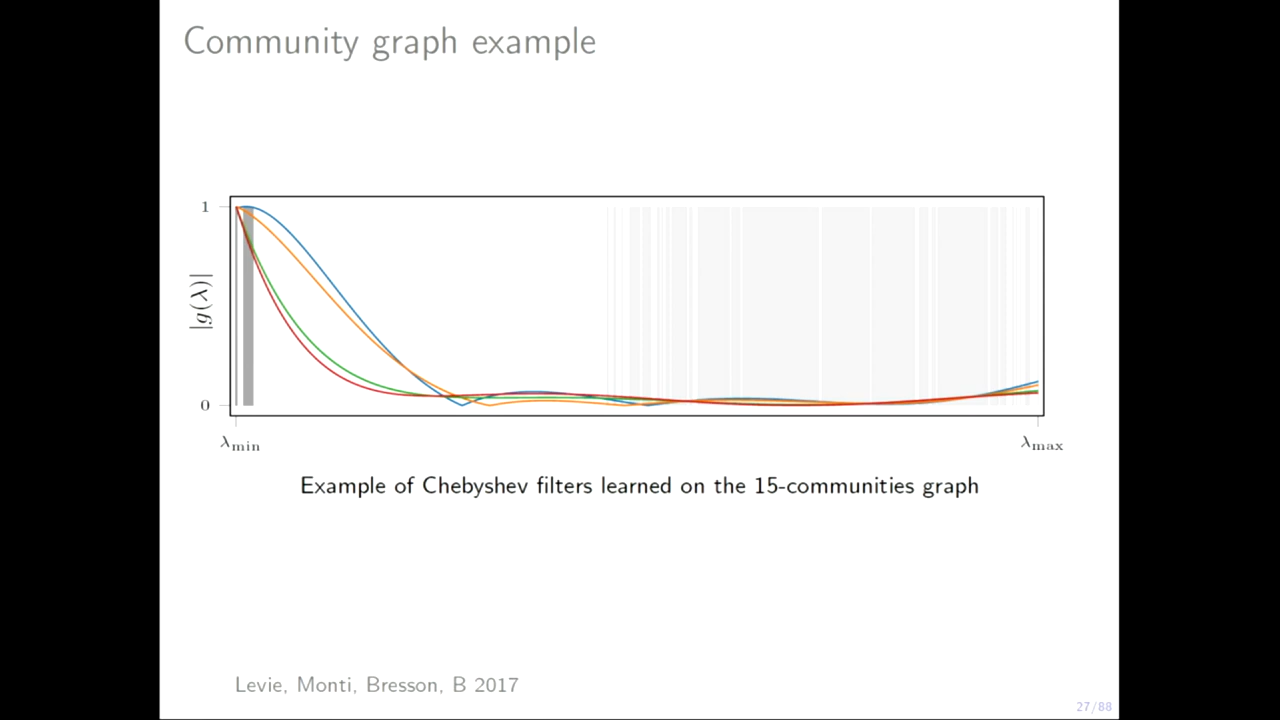 Community graph example
1
|g(λ)|
0
λmin
λmax
Example of Chebyshev filters learned on the 15-communities graph
Levie, Monti, Bresson, B 2017
27/88